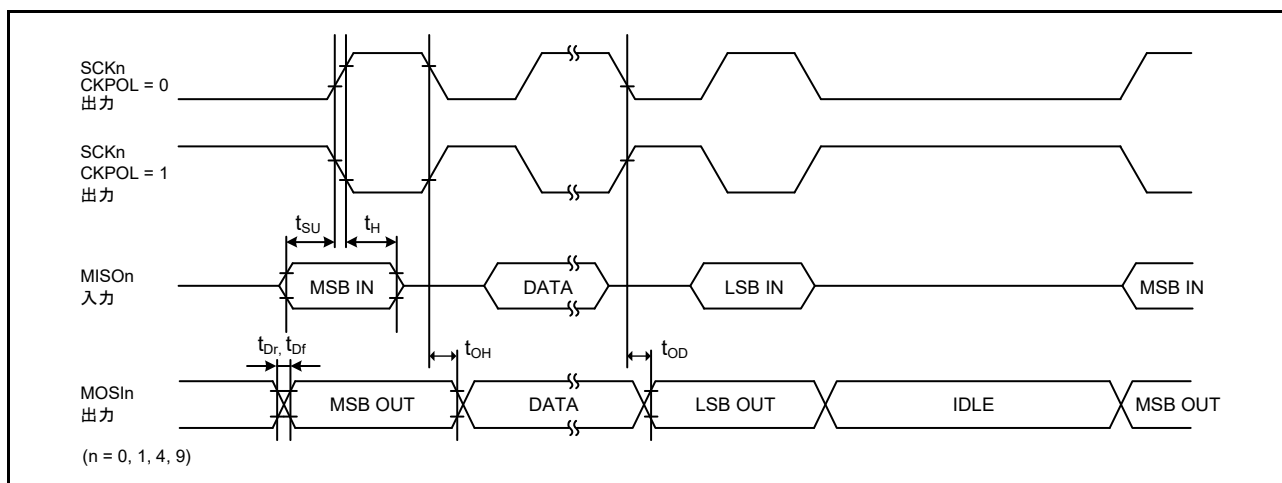 SCKn
CKPOL = 0
出力
SCKn
CKPOL = 1
出力
tSU
tH
MISOn
入力
MSB IN
DATA
LSB IN
MSB IN
tDr, tDf
tOH
tOD
MOSIn
出力
MSB OUT
DATA
LSB OUT
IDLE
MSB OUT
(n = 0, 1, 4, 9)